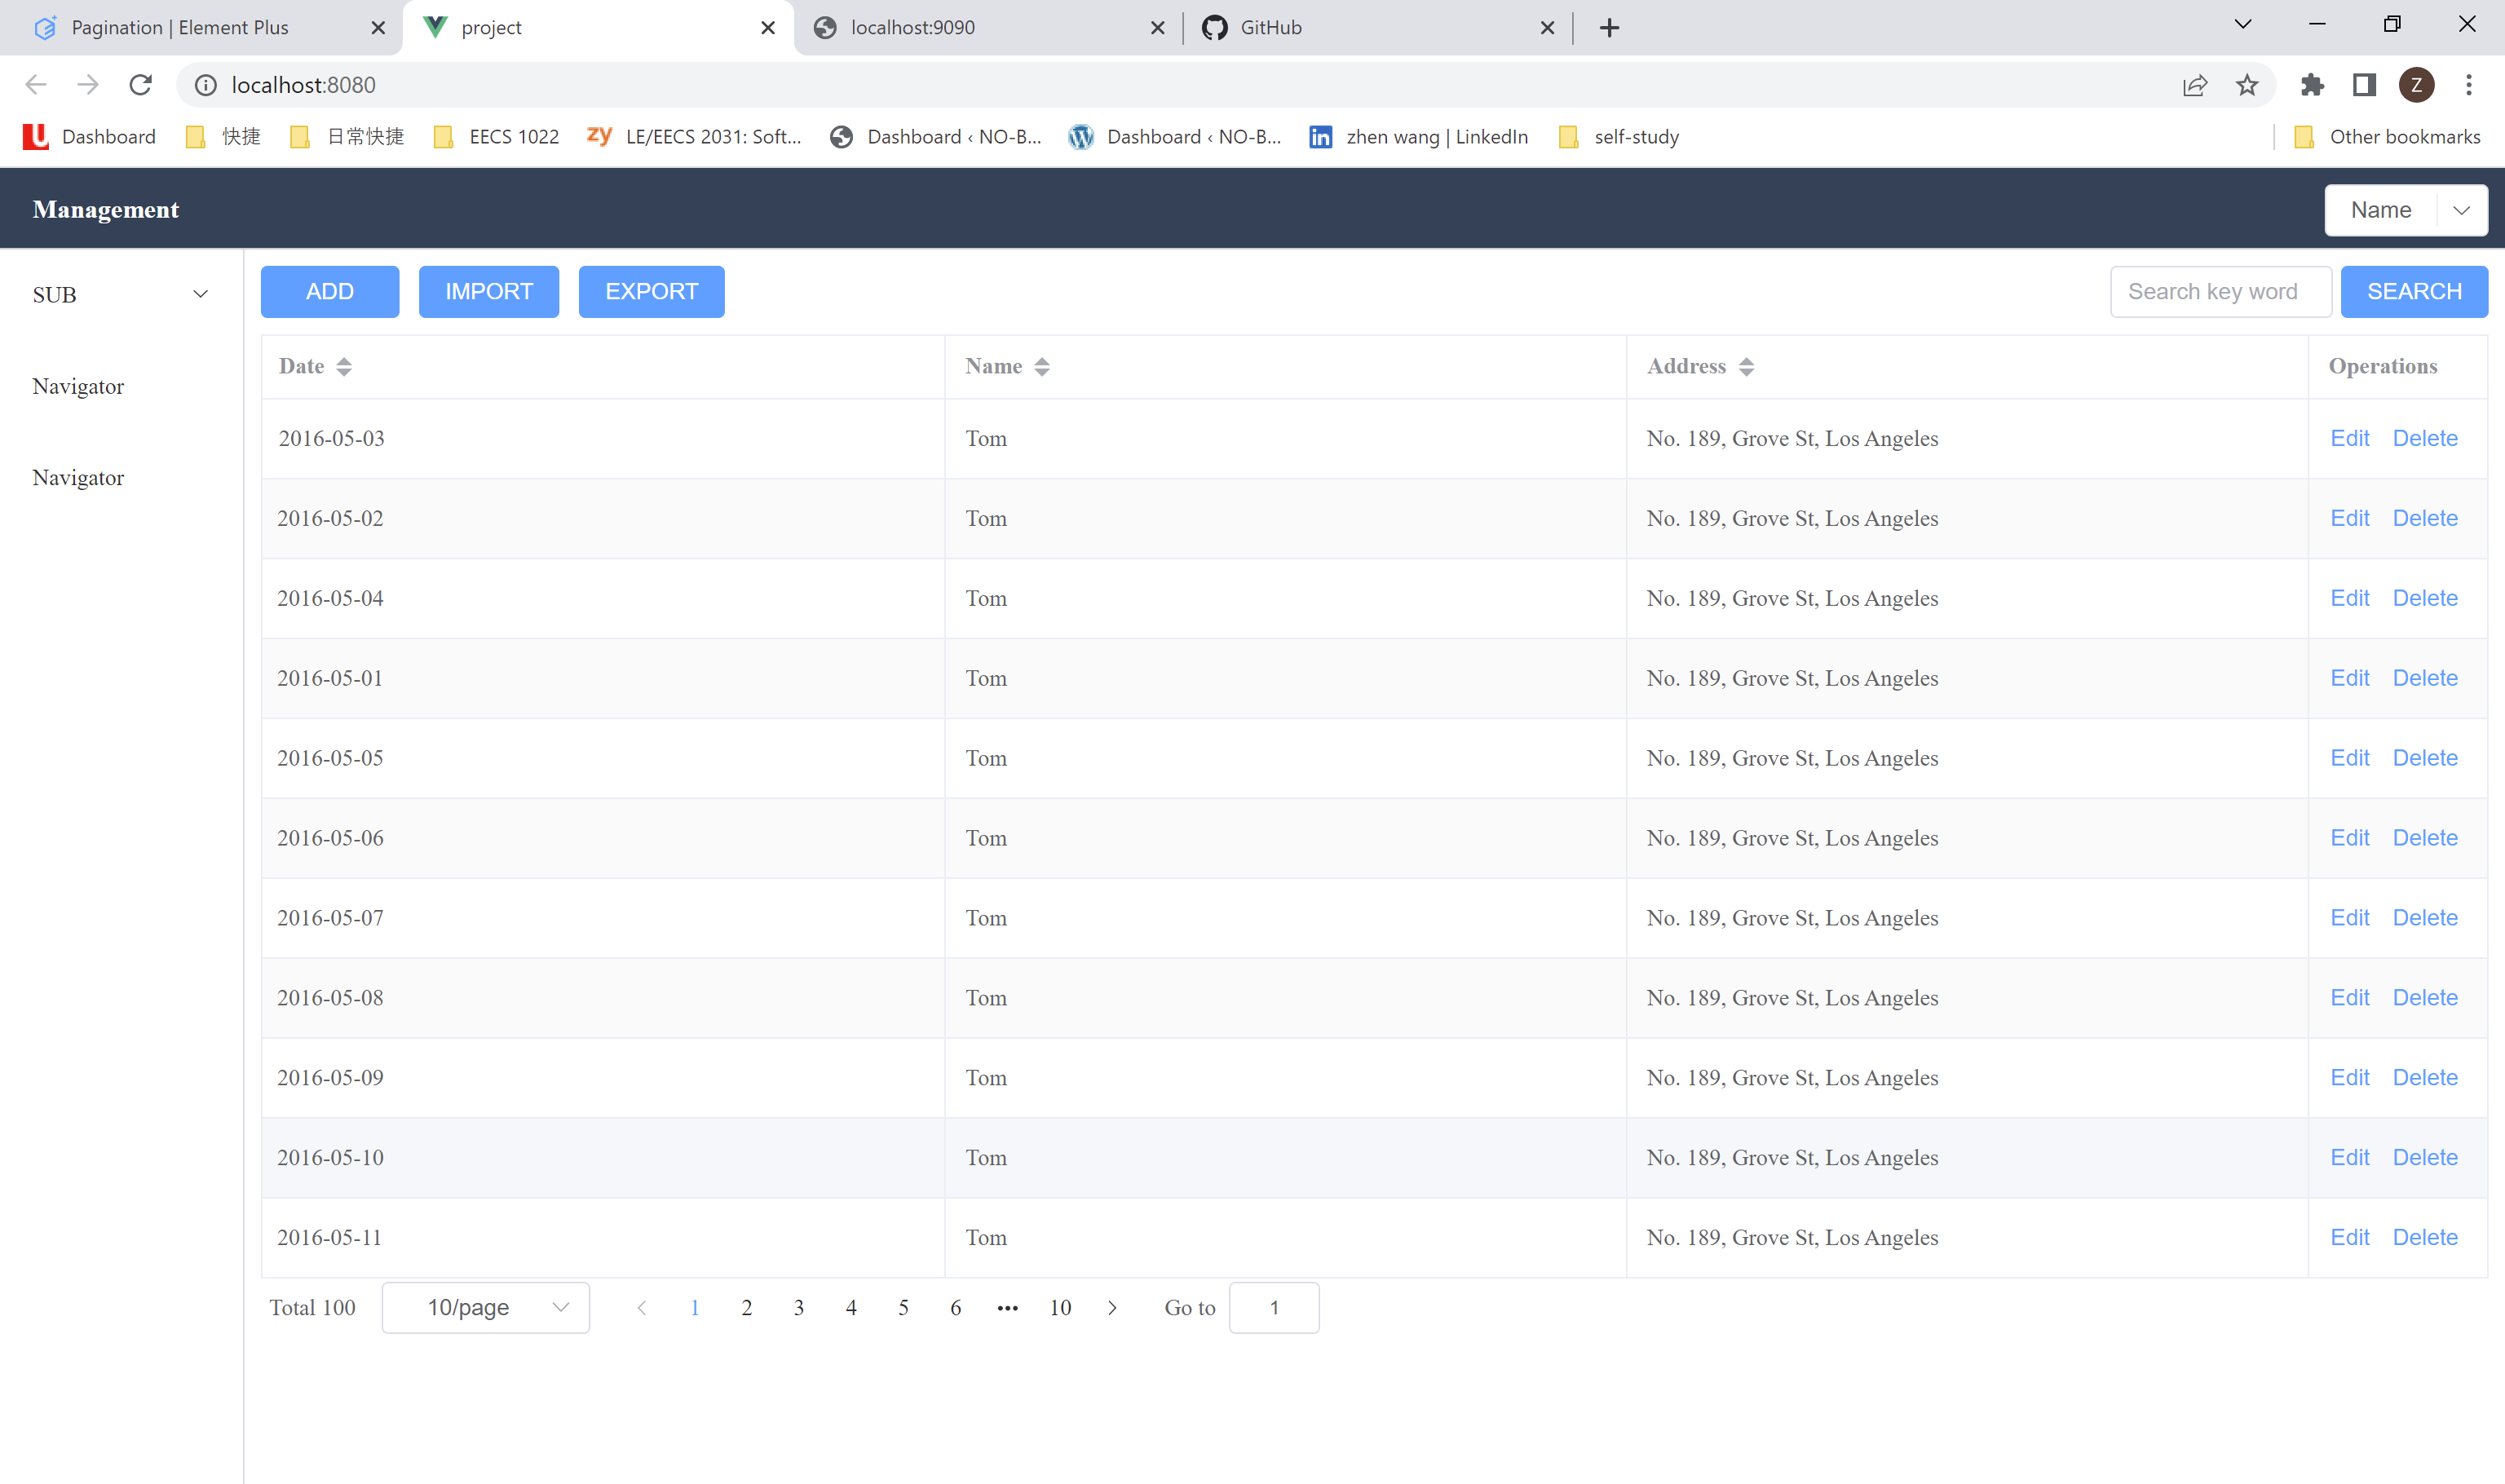 Pagination | Element Plus project localhost:9090 GitHub
localhost:8080 Z
Dashboard 快捷 日常快捷 EECS 1022 zy LE/EECS 2031: Soft... Dashboard ‹ NO-B... Dashboard ‹ NO-B... in zhen wang | LinkedIn self-study Other bookmarks
Management Name
SUB ADD IMPORT EXPORT Search key word SEARCH
Date Name Address Operations
Navigator
2016-05-03 Tom No. 189, Grove St, Los Angeles Edit Delete
Navigator
2016-05-02 Tom No. 189, Grove St, Los Angeles Edit Delete
2016-05-04 Tom No. 189, Grove St, Los Angeles Edit Delete
2016-05-01 Tom No. 189, Grove St, Los Angeles Edit Delete
2016-05-05 Tom No. 189, Grove St, Los Angeles Edit Delete
2016-05-06 Tom No. 189, Grove St, Los Angeles Edit Delete
2016-05-07 Tom No. 189, Grove St, Los Angeles Edit Delete
2016-05-08 Tom No. 189, Grove St, Los Angeles Edit Delete
2016-05-09 Tom No. 189, Grove St, Los Angeles Edit Delete
2016-05-10 Tom No. 189, Grove St, Los Angeles Edit Delete
2016-05-11 Tom No. 189, Grove St, Los Angeles Edit Delete
Total 100 10/page 1 2 3 4 5 6 ••• 10 Go to 1